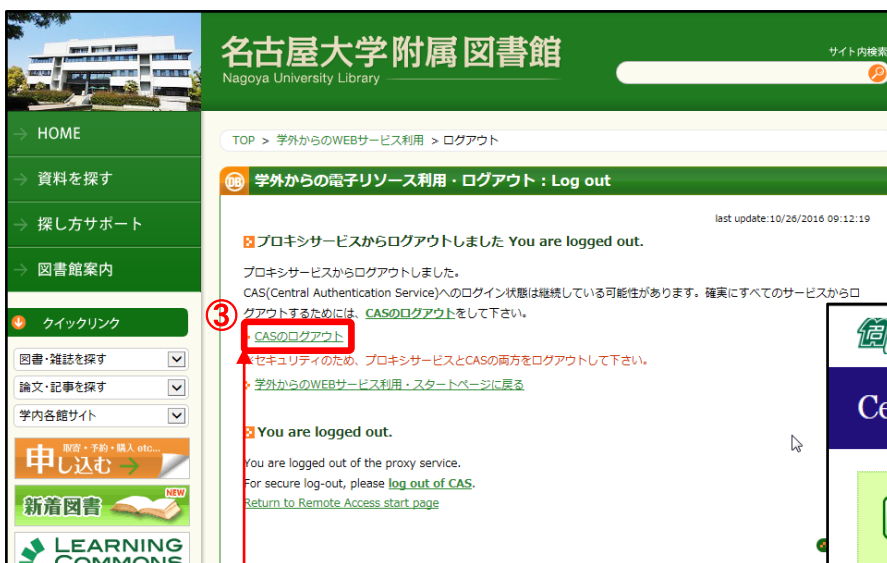 名古屋大学附属図書館
Nagoya University Library
サイト内検索
HOME
資料を探す
探し方サポート
図書館案内
クイックリンク
図書・雑誌を探す
論文・記事を探す
学内各館サイト
取寄・予約・購入 etc...
申し込む
新着図書
NEW
LEARNING
COMMONS
TOP > 学外からのWEBサービス利用 > ログアウト
DB 学外からの電子リソース利用・ログアウト：Log out
last update:10/26/2016 09:12:19
プロキシサービスからログアウトしました You are logged out.
プロキシサービスからログアウトしました。
CAS(Central Authentication Service)へのログイン状態は継続している可能性があります。確実にすべてのサービスからロ
グアウトするためには、CASのログアウトをして下さい。
③
CASのログアウト
セキュリティのため、プロキシサービスとCASの両方をログアウトして下さい。
学外からのWEBサービス利用・スタートページに戻る
You are logged out.
You are logged out of the proxy service.
For secure log-out, please log out of CAS.
Return to Remote Access start page
Ce